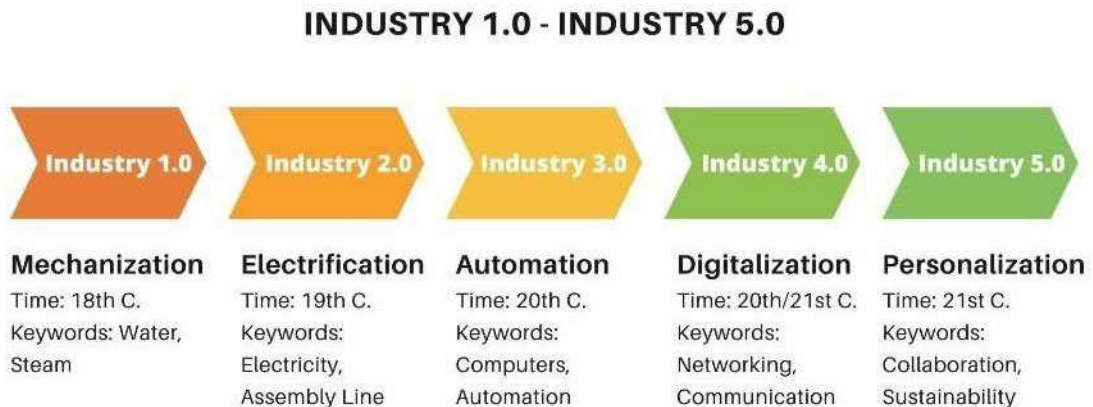 INDUSTRY 1.0 - INDUSTRY 5.0
Industry 1.0
Industry 2.0
Industry 3.0
Industry 4.0
Industry 5.0
Mechanization
Time: 18th C.
Keywords: Water,
Steam
Electrification
Time: 19th C.
Keywords:
Electricity,
Assembly Line
Automation
Time: 20th C.
Keywords:
Computers,
Automation
Digitalization
Time: 20th/21st C.
Keywords:
Networking,
Communication
Personalization
Time: 21st C.
Keywords:
Collaboration,
Sustainability